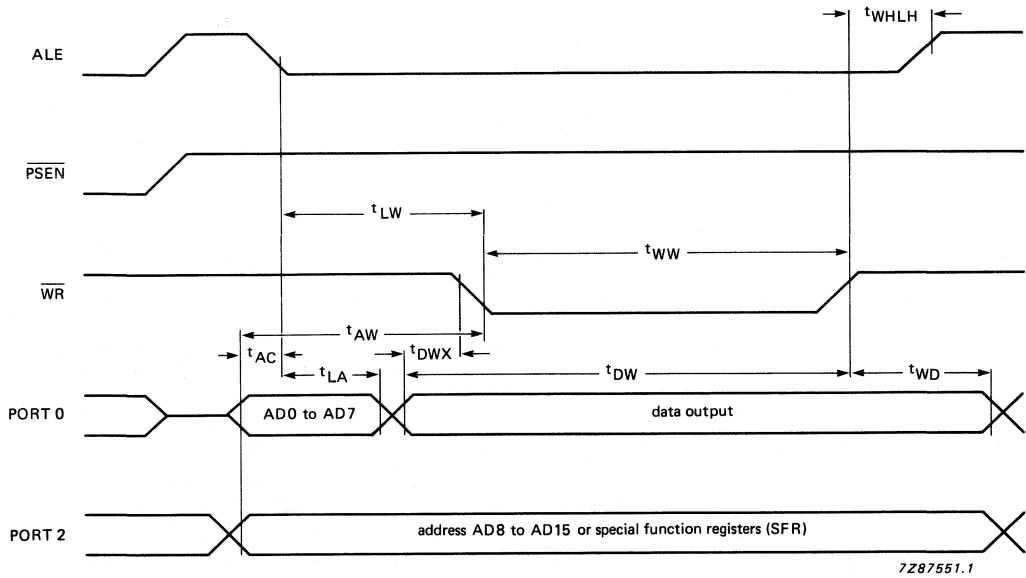 tWHLH
ALE
PSEN
tLW
tWW
WR
tAW
tAC
tDWX
tLA
tDW
tWD
PORT 0
AD0 to AD7
data output
PORT 2
address AD8 to AD15 or special function registers (SFR)
7Z87551.1